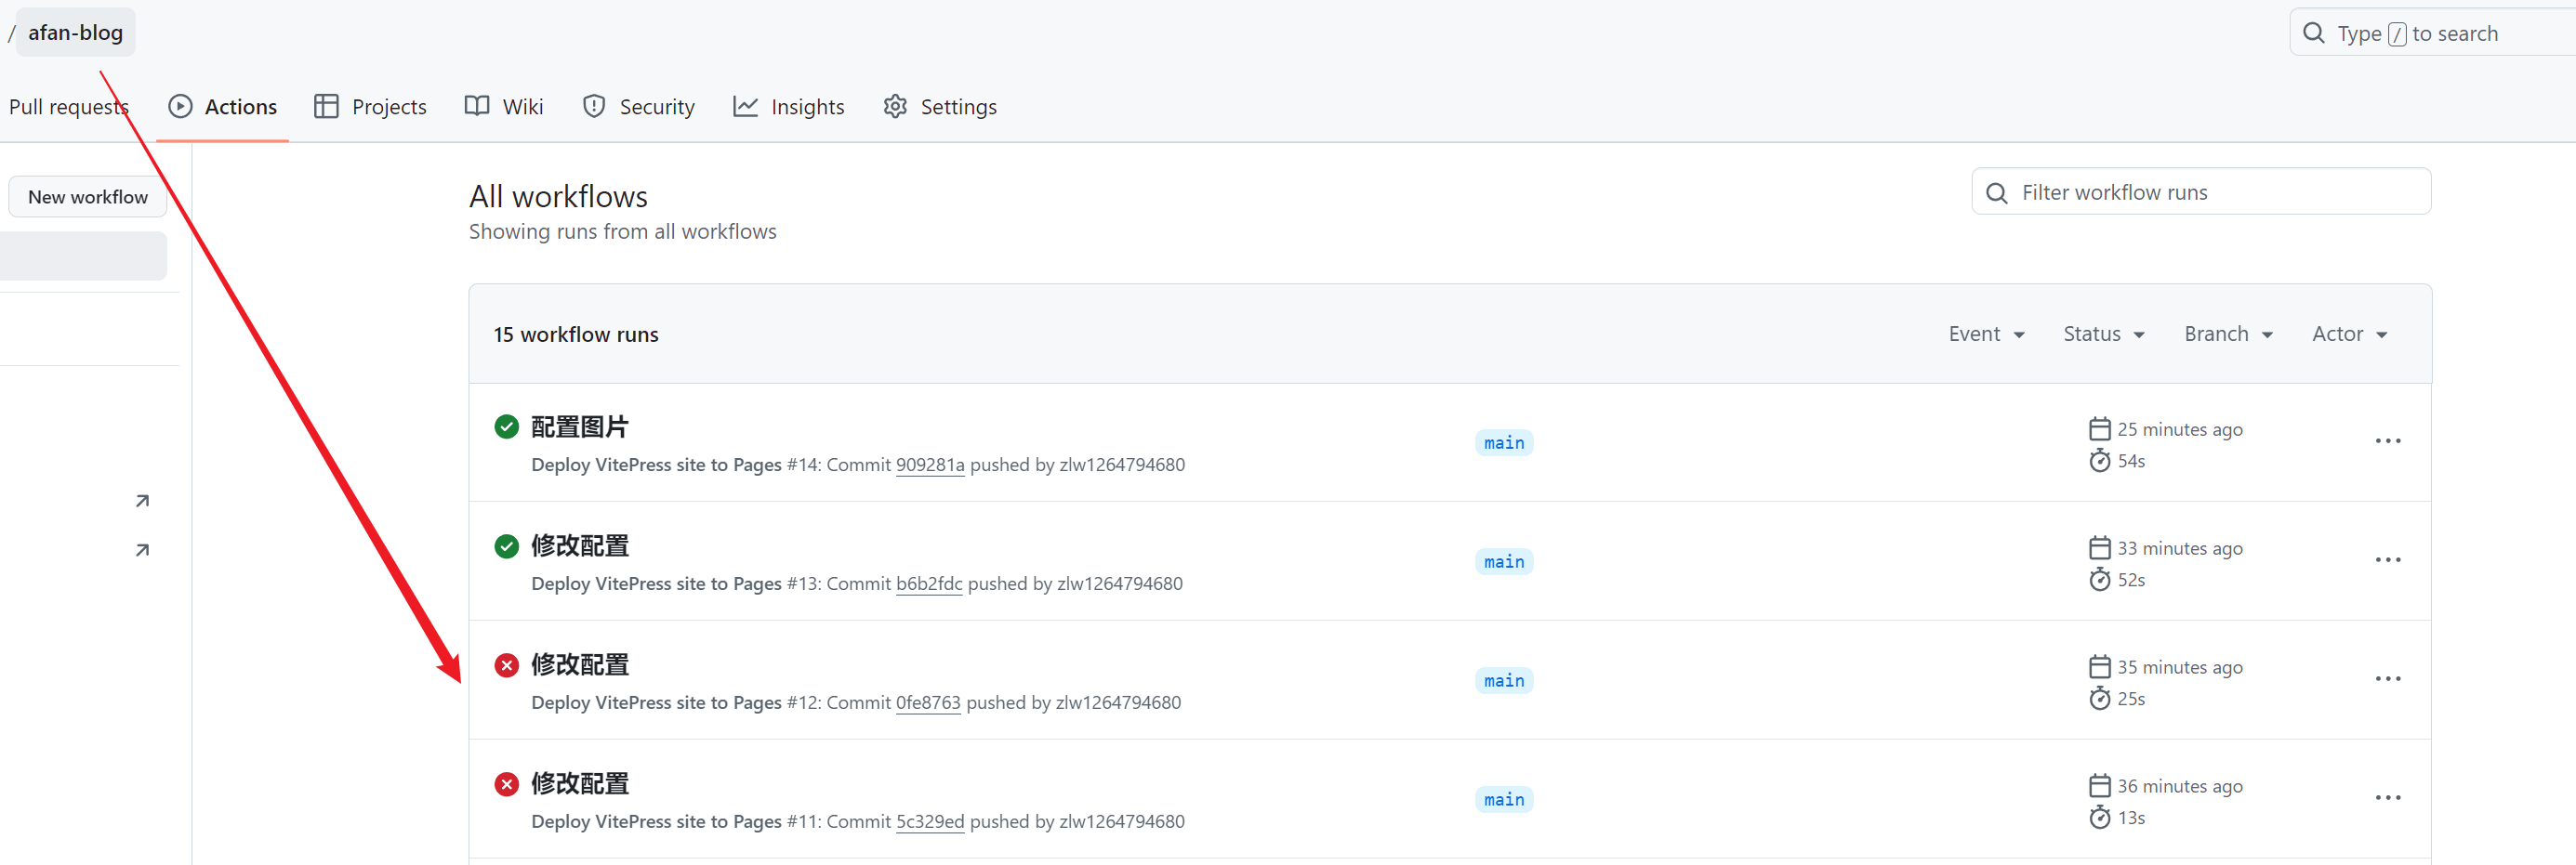 / afan-blog
Type / to search
Pull requests Actions Projects Wiki Security Insights Settings
New workflow
All workflows
Showing runs from all workflows
Filter workflow runs
15 workflow runs
Event Status Branch Actor
配置图片
Deploy VitePress site to Pages #14: Commit 909281a pushed by zlw1264794680
main
25 minutes ago
54s
修改配置
Deploy VitePress site to Pages #13: Commit b6b2fdc pushed by zlw1264794680
main
33 minutes ago
52s
修改配置
Deploy VitePress site to Pages #12: Commit 0fe8763 pushed by zlw1264794680
main
35 minutes ago
25s
修改配置
Deploy VitePress site to Pages #11: Commit 5c329ed pushed by zlw1264794680
main
36 minutes ago
13s